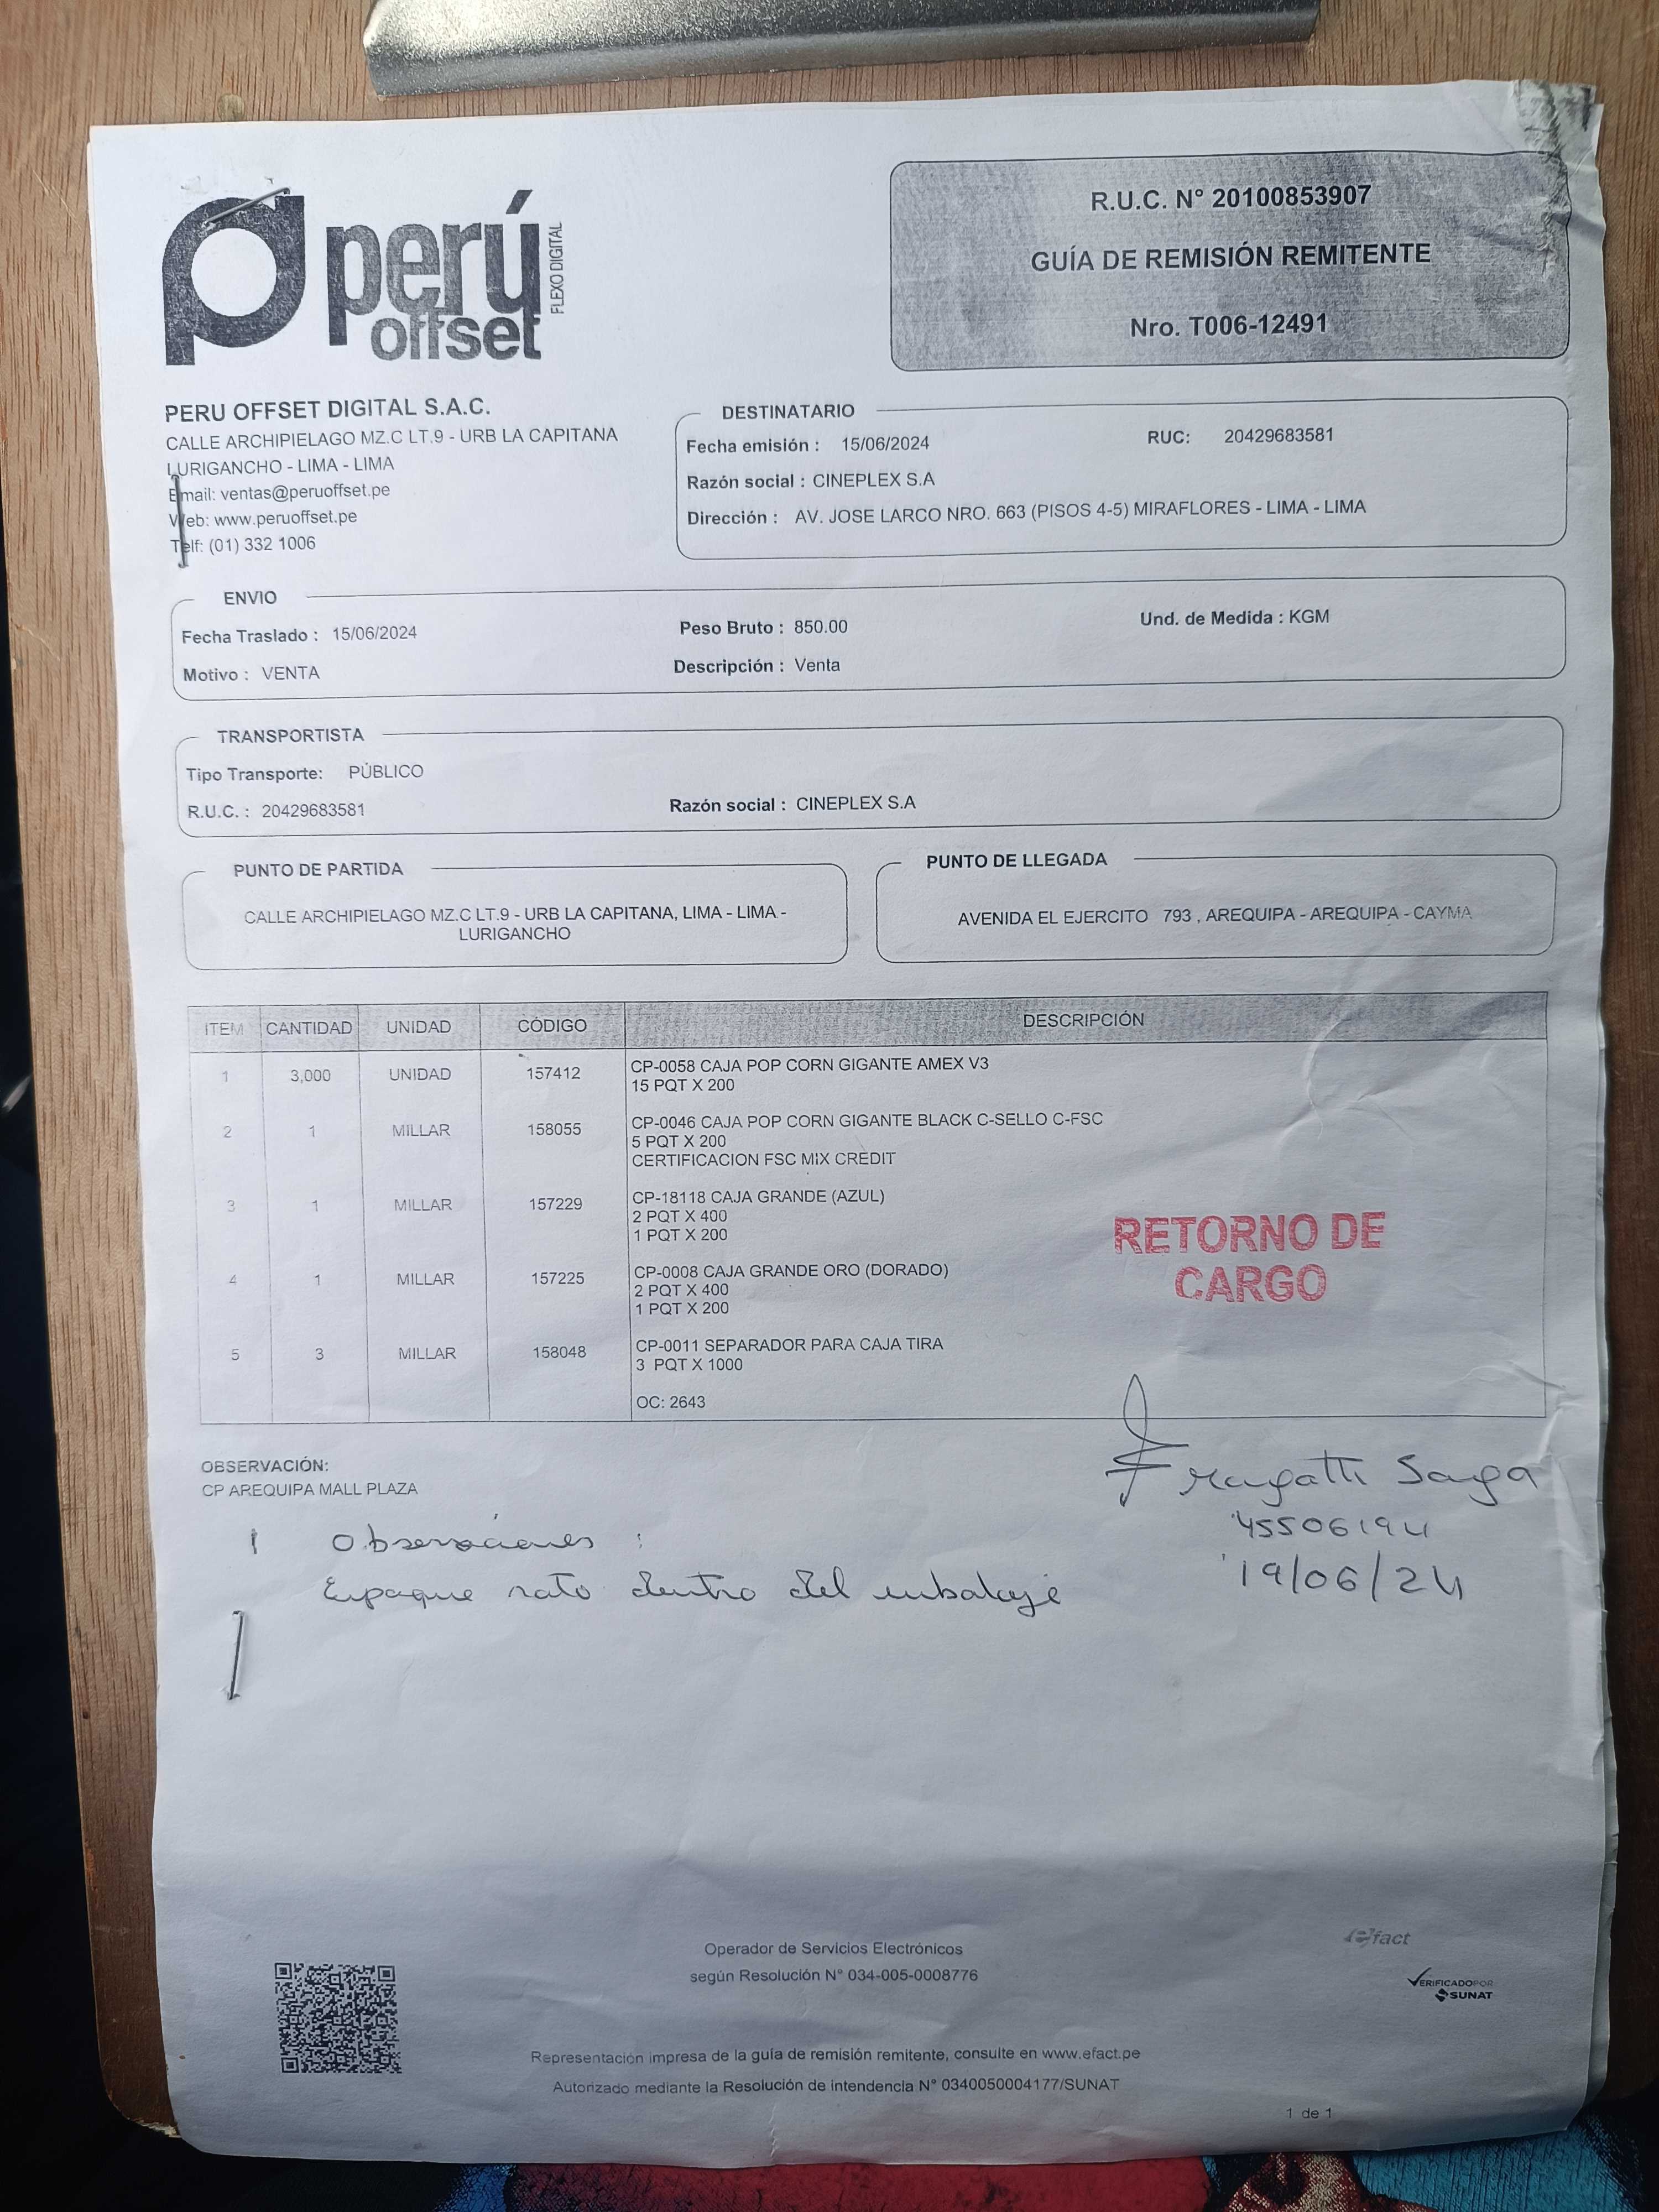 perú
offset
FLEXO DIGITAL
R.U.C. N° 20100853907
GUÍA DE REMISIÓN REMITENTE
Nro. T006-12491
PERU OFFSET DIGITAL S.A.C.
CALLE ARCHIPIELAGO MZ.C LT.9 - URB LA CAPITANA
LURIGANCHO - LIMA - LIMA
Email: ventas@peruoffset.pe
Web: www.peruoffset.pe
Telf: (01) 332 1006
DESTINATARIO
Fecha emisión : 15/06/2024 RUC: 20429683581
Razón social : CINEPLEX S.A
Dirección : AV. JOSE LARCO NRO. 663 (PISOS 4-5) MIRAFLORES - LIMA - LIMA
ENVIO
Fecha Traslado : 15/06/2024 Peso Bruto : 850.00 Und. de Medida : KGM
Motivo : VENTA Descripción : Venta
TRANSPORTISTA
Tipo Transporte: PÚBLICO
R.U.C. : 20429683581 Razón social : CINEPLEX S.A
PUNTO DE PARTIDA
CALLE ARCHIPIELAGO MZ.C LT.9 - URB LA CAPITANA, LIMA - LIMA -
LURIGANCHO
PUNTO DE LLEGADA
AVENIDA EL EJERCITO 793 , AREQUIPA - AREQUIPA - CAYMA
ITEM CANTIDAD UNIDAD CÓDIGO DESCRIPCIÓN
1 3,000 UNIDAD 157412 CP-0058 CAJA POP CORN GIGANTE AMEX V3
15 PQT X 200
2 1 MILLAR 158055 CP-0046 CAJA POP CORN GIGANTE BLACK C-SELLO C-FSC
5 PQT X 200
CERTIFICACION FSC MIX CREDIT
3 1 MILLAR 157229 CP-18118 CAJA GRANDE (AZUL)
2 PQT X 400
1 PQT X 200
4 1 MILLAR 157225 CP-0008 CAJA GRANDE ORO (DORADO)
2 PQT X 400
1 PQT X 200
5 3 MILLAR 158048 CP-0011 SEPARADOR PARA CAJA TIRA
3 PQT X 1000
OC: 2643
RETORNO DE
CARGO
OBSERVACIÓN:
CP AREQUIPA MALL PLAZA
45506194
19/06/24
1 Observaciones :
Empaque roto dentro del embalaje
Operador de Servicios Electrónicos
según Resolución N° 034-005-0008776
efact
VERIFICADO POR
SUNAT
Representación impresa de la guía de remisión remitente, consulte en www.efact.pe
Autorizado mediante la Resolución de intendencia N° 0340050004177/SUNAT
1 de 1